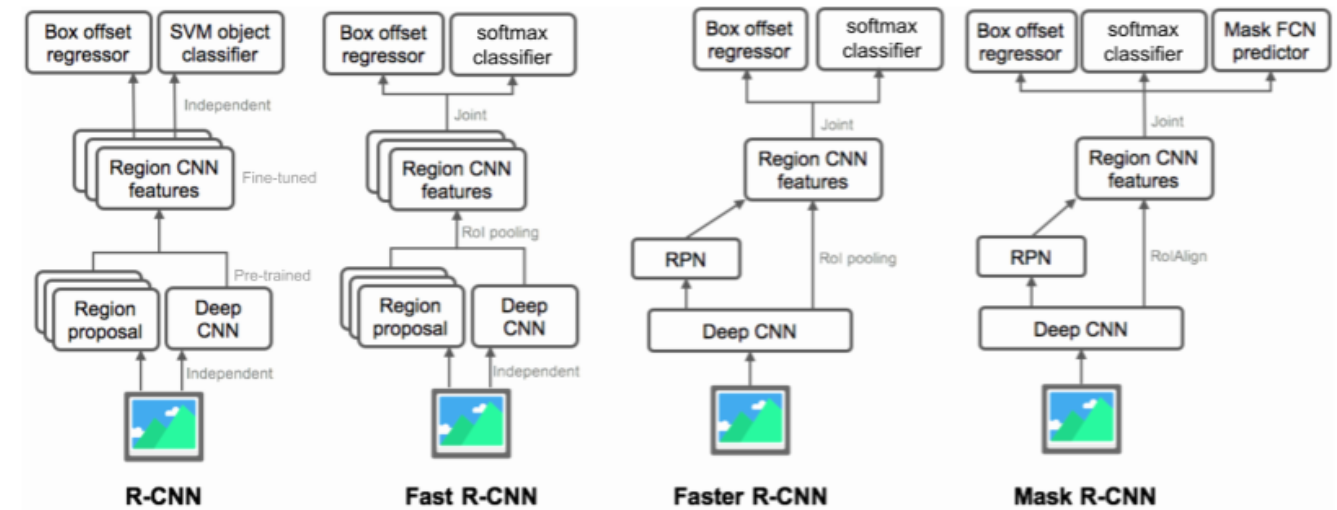 Box offset
regressor
SVM object
classifier
Independent
Region CNN
features
Fine-tuned
Pre-trained
Region
proposal
Deep
CNN
Independent
R-CNN
Box offset
regressor
softmax
classifier
Joint
Region CNN
features
RoI pooling
Region
proposal
Deep
CNN
Independent
Fast R-CNN
Box offset
regressor
softmax
classifier
Joint
Region CNN
features
RPN
RoI pooling
Deep CNN
Faster R-CNN
Box offset
regressor
softmax
classifier
Mask FCN
predictor
Joint
Region CNN
features
RPN
RoIAlign
Deep CNN
Mask R-CNN